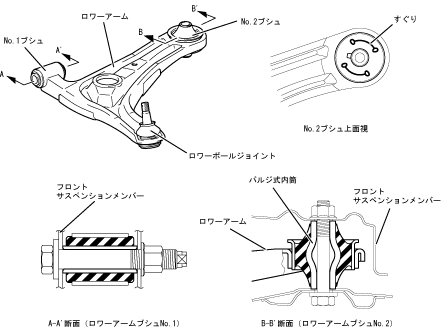 ロワーアーム
B
B'
No.2ブシュ
No.1ブシュ
A'
A
ロワーボールジョイント
すぐり
No.2ブシュ上面視
フロント
サスペンションメンバー
A-A'断面（ロワーアームブシュNo.1）
バルジ式内筒
フロント
サスペンションメンバー
ロワーアーム
B-B'断面（ロワーアームブシュNo.2）